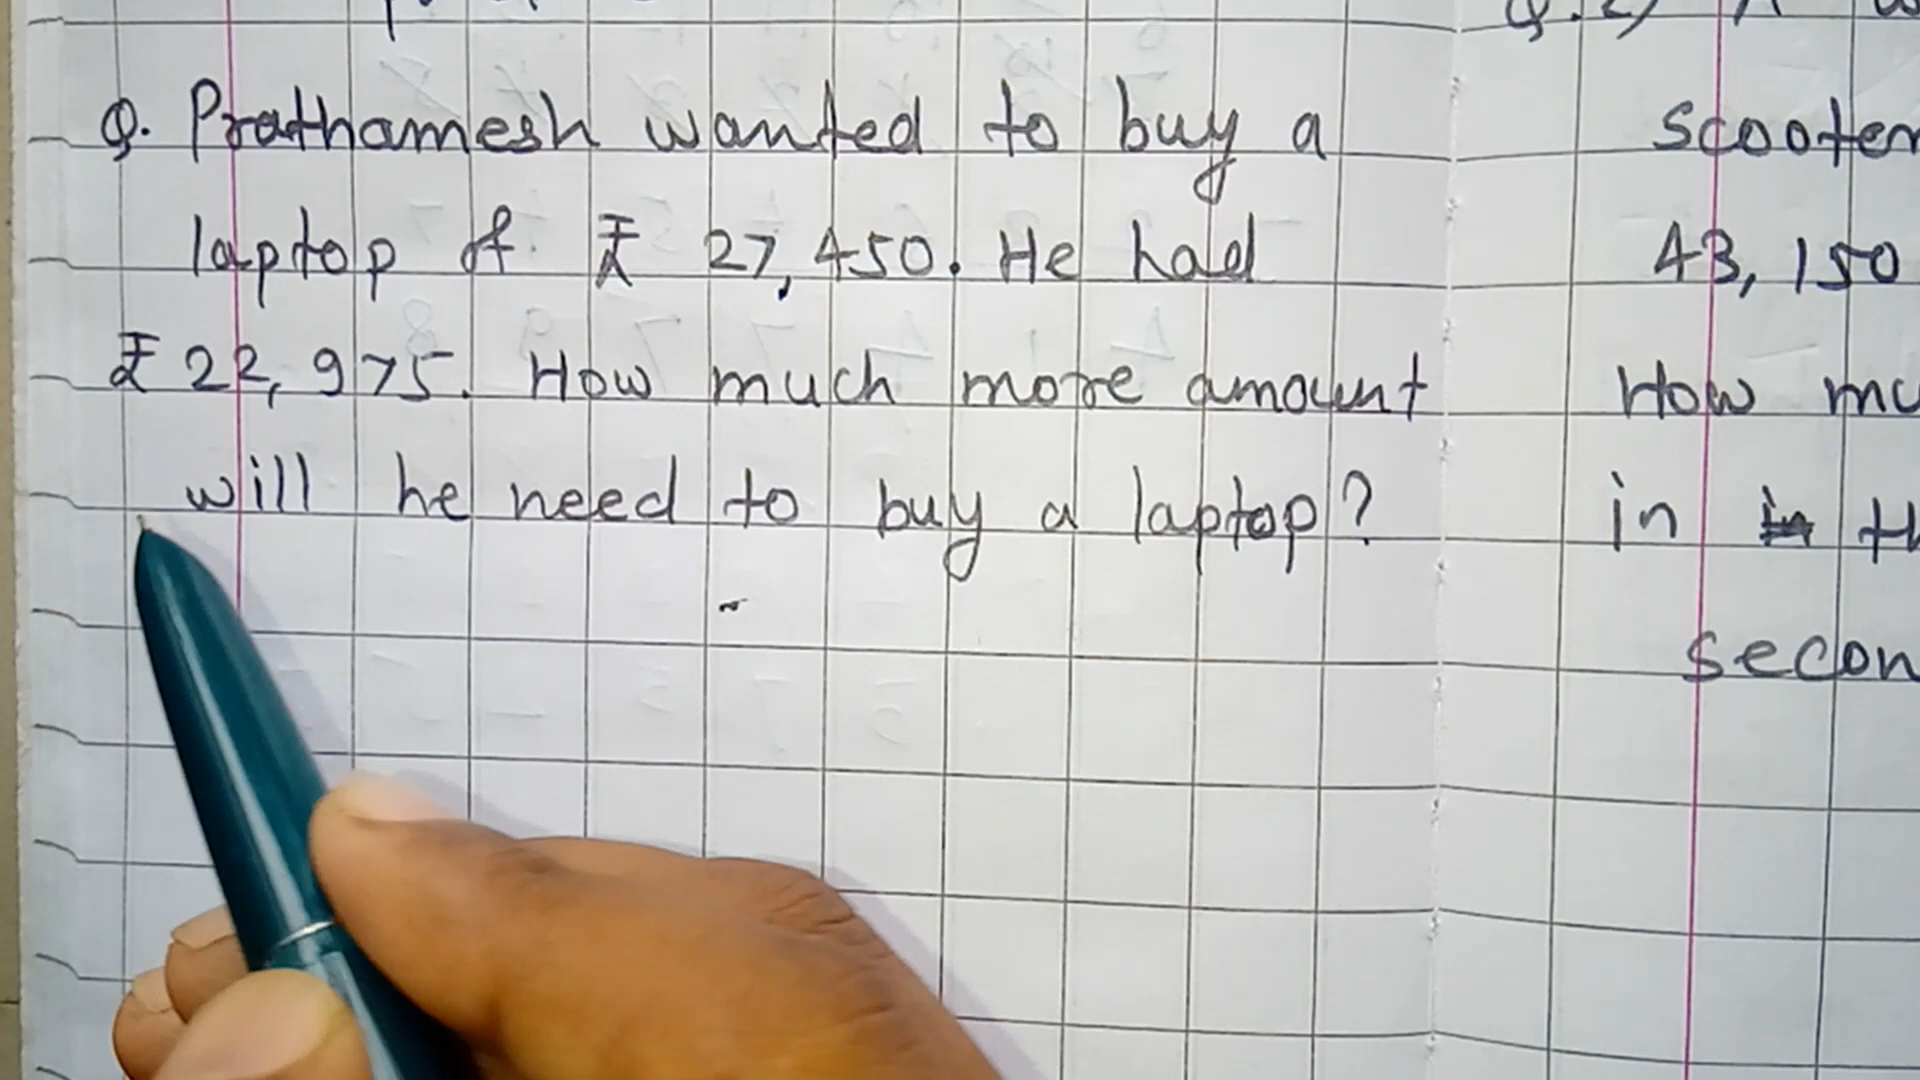 Q. Prathamesh wanted to buy a
laptop of ₹ 27,450. He had
₹ 22,975. How much more amount
will he need to buy a laptop?
scooter
43,150
How mu
in
secon